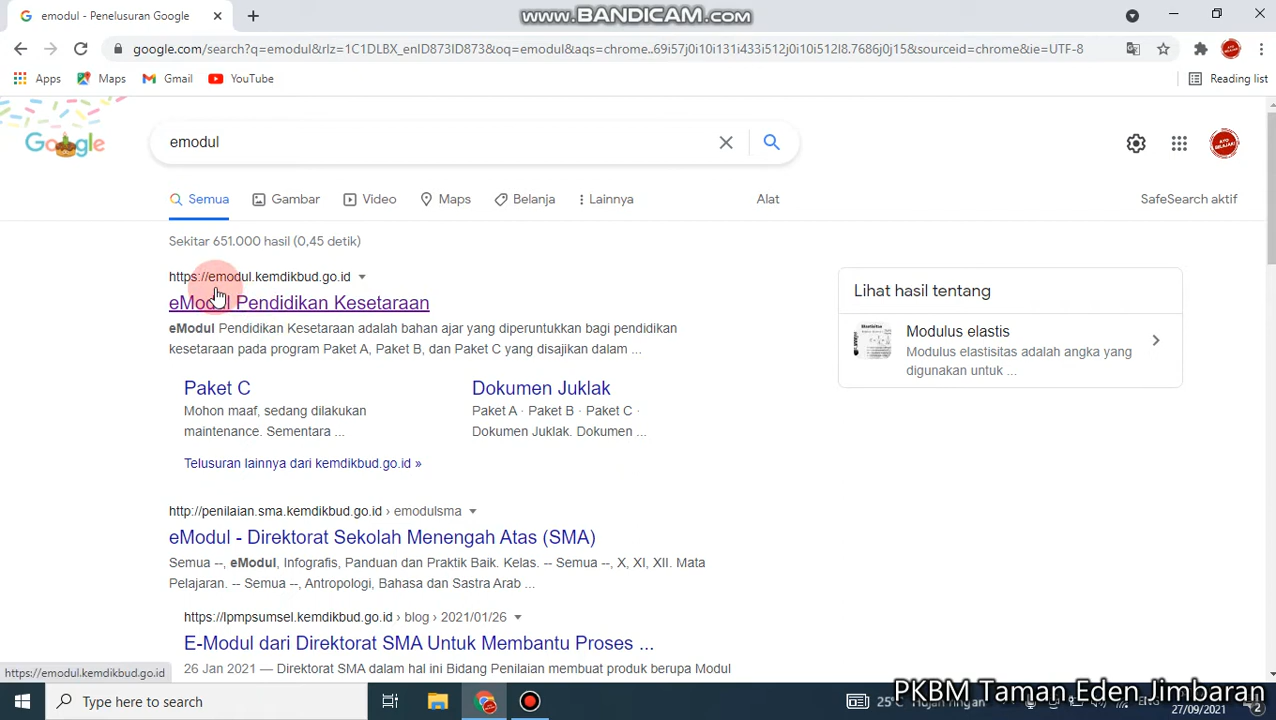 emodul - Penelusuran Google
www.BANDICAM.com
google.com/search?q=emodul&rlz=1C1DLBX_enID873ID873&oq=emodul&aqs=chrome..69i57j0i10i131i433i512j0i10i512l8.7686j0j15&sourceid=chrome&ie=UTF-8
Apps Maps Gmail YouTube Reading list
Google
emodul
Semua Gambar Video Maps Belanja Lainnya Alat SafeSearch aktif
Sekitar 651.000 hasil (0,45 detik)
https://emodul.kemdikbud.go.id
eModul Pendidikan Kesetaraan
eModul Pendidikan Kesetaraan adalah bahan ajar yang diperuntukkan bagi pendidikan
kesetaraan pada program Paket A, Paket B, dan Paket C yang disajikan dalam ...
Paket C
Mohon maaf, sedang dilakukan
maintenance. Sementara ...
Dokumen Juklak
Paket A · Paket B · Paket C ·
Dokumen Juklak. Dokumen ...
Telusuran lainnya dari kemdikbud.go.id »
Lihat hasil tentang
Modulus elastis
Modulus elastisitas adalah angka yang
digunakan untuk ...
http://penilaian.sma.kemdikbud.go.id › emodulsma
eModul - Direktorat Sekolah Menengah Atas (SMA)
Semua --, eModul, Infografis, Panduan dan Praktik Baik. Kelas. -- Semua --, X, XI, XII. Mata
Pelajaran. -- Semua --, Antropologi, Bahasa dan Sastra Arab ...
https://lpmpsumsel.kemdikbud.go.id › blog › 2021/01/26
E-Modul dari Direktorat SMA Untuk Membantu Proses ...
26 Jan 2021 — Direktorat SMA dalam hal ini Bidang Penilaian membuat produk berupa Modul
https://emodul.kemdikbud.go.id
Type here to search
25°
PKBM Taman Eden Jimbaran
27/09/2021
2